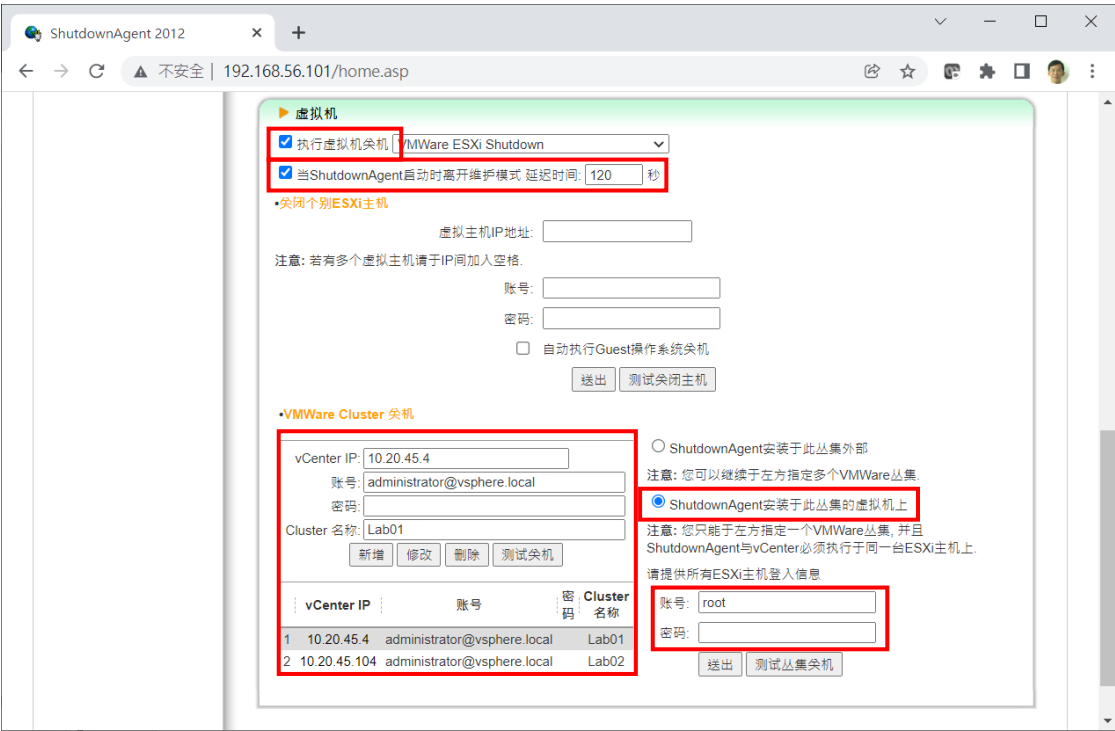 ShutdownAgent 2012
不安全 | 192.168.56.101/home.asp
虚拟机
执行虚拟机关机 VMWare ESXi Shutdown
当ShutdownAgent启动时离开维护模式 延迟时间: 120 秒
•关闭个别ESXi主机
虚拟主机IP地址:
注意: 若有多个虚拟主机请于IP间加入空格.
账号:
密码:
自动执行Guest操作系统关机
送出 测试关闭主机
•VMWare Cluster 关机
vCenter IP: 10.20.45.4
账号: administrator@vsphere.local
密码:
Cluster 名称: Lab01
新增 修改 删除 测试关机
vCenter IP 账号 密码 Cluster 名称
1 10.20.45.4 administrator@vsphere.local Lab01
2 10.20.45.104 administrator@vsphere.local Lab02
ShutdownAgent安装于此丛集外部
注意: 您可以继续于左方指定多个VMWare丛集.
ShutdownAgent安装于此丛集的虚拟机上
注意: 您只能于左方指定一个VMWare丛集, 并且
ShutdownAgent与vCenter必须执行于同一台ESXi主机上.
请提供所有ESXi主机登入信息
账号: root
密码:
送出 测试丛集关机